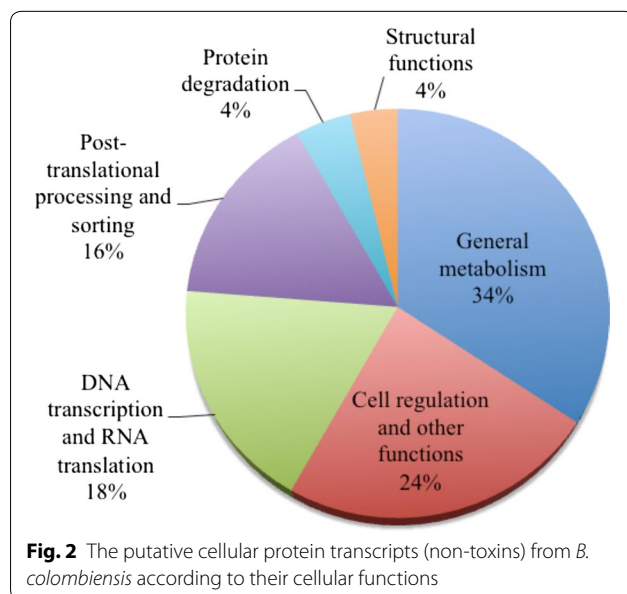 Structural
functions
4%
Protein
degradation
4%
Post-
translational
processing and
sorting
16%
General
metabolism
34%
DNA
transcription
and RNA
translation
18%
Cell regulation
and other
functions
24%
Fig. 2 The putative cellular protein transcripts (non-toxins) from B.
colombiensis according to their cellular functions